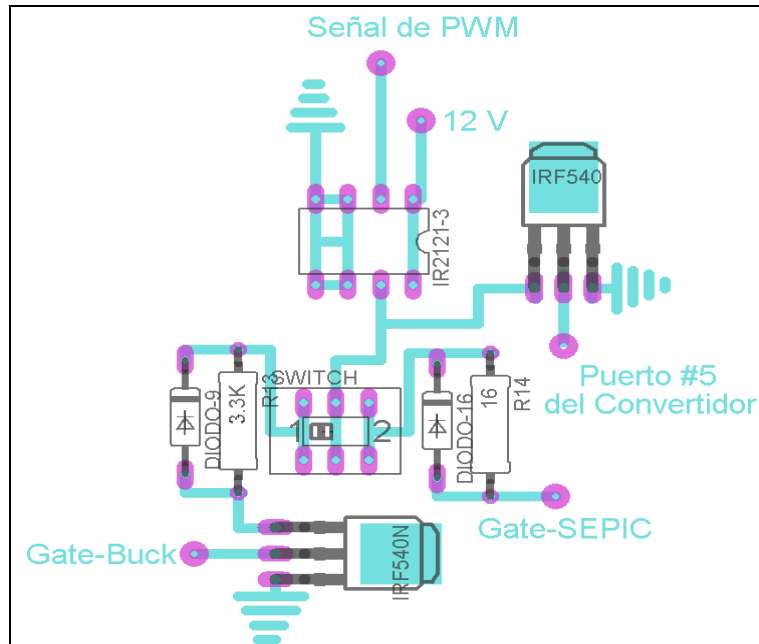 Señal de PWM
12 V
IRF540
IR2121-3
Puerto #5
del Convertidor
SWITCH
1
2
R13
3.3K
DIODO-9
DIODO-16
16
R14
Gate-SEPIC
Gate-Buck
IRF540N